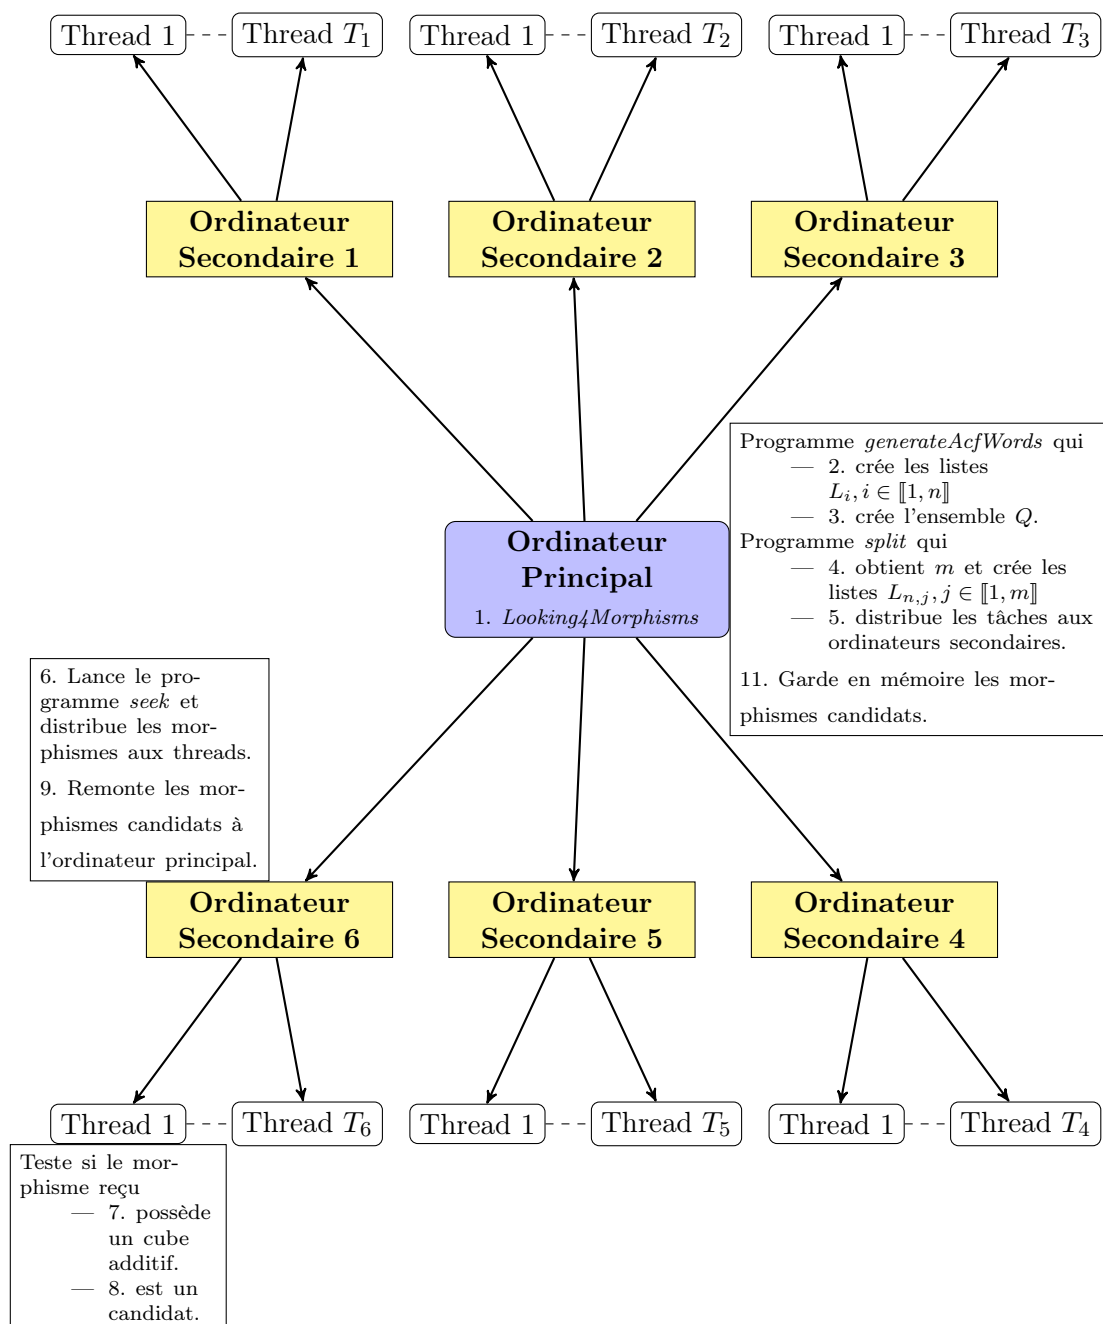 Thread 1
Thread T₁
Thread 1
Thread T₂
Thread 1
Thread T₃
Ordinateur
Secondaire 1
Ordinateur
Secondaire 2
Ordinateur
Secondaire 3
Programme generateAcfWords qui
— 2. crée les listes
Lᵢ, i ∈ ⟦1, n⟧
— 3. crée l'ensemble Q.
Programme split qui
— 4. obtient m et crée les
listes Lₙ,ⱼ, j ∈ ⟦1, m⟧
— 5. distribue les tâches aux
ordinateurs secondaires.
11. Garde en mémoire les mor-
phismes candidats.
Ordinateur
Principal
1. Looking4Morphisms
6. Lance le pro-
gramme seek et
distribue les mor-
phismes aux threads.
9. Remonte les mor-
phismes candidats à
l'ordinateur principal.
Ordinateur
Secondaire 6
Ordinateur
Secondaire 5
Ordinateur
Secondaire 4
Thread 1
Thread T₆
Thread 1
Thread T₅
Thread 1
Thread T₄
Teste si le mor-
phisme reçu
— 7. possède
un cube
additif.
— 8. est un
candidat.